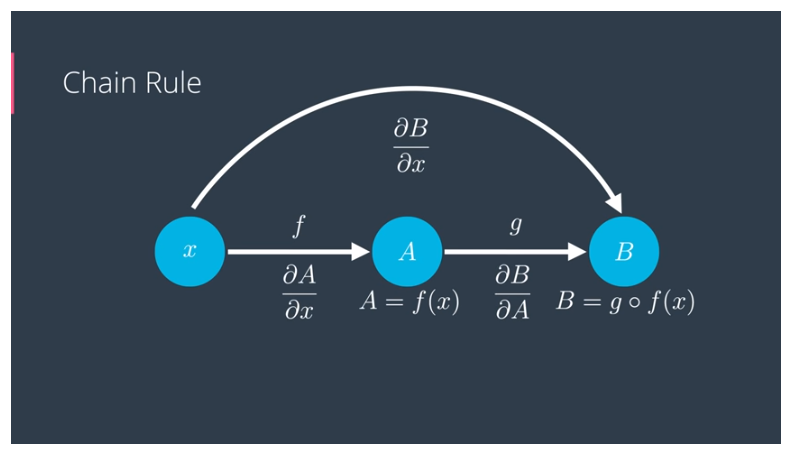 Chain Rule
∂B
∂x
f
g
x
A
B
∂A
∂x
A = f(x)
∂B
∂A
B = g ∘ f(x)